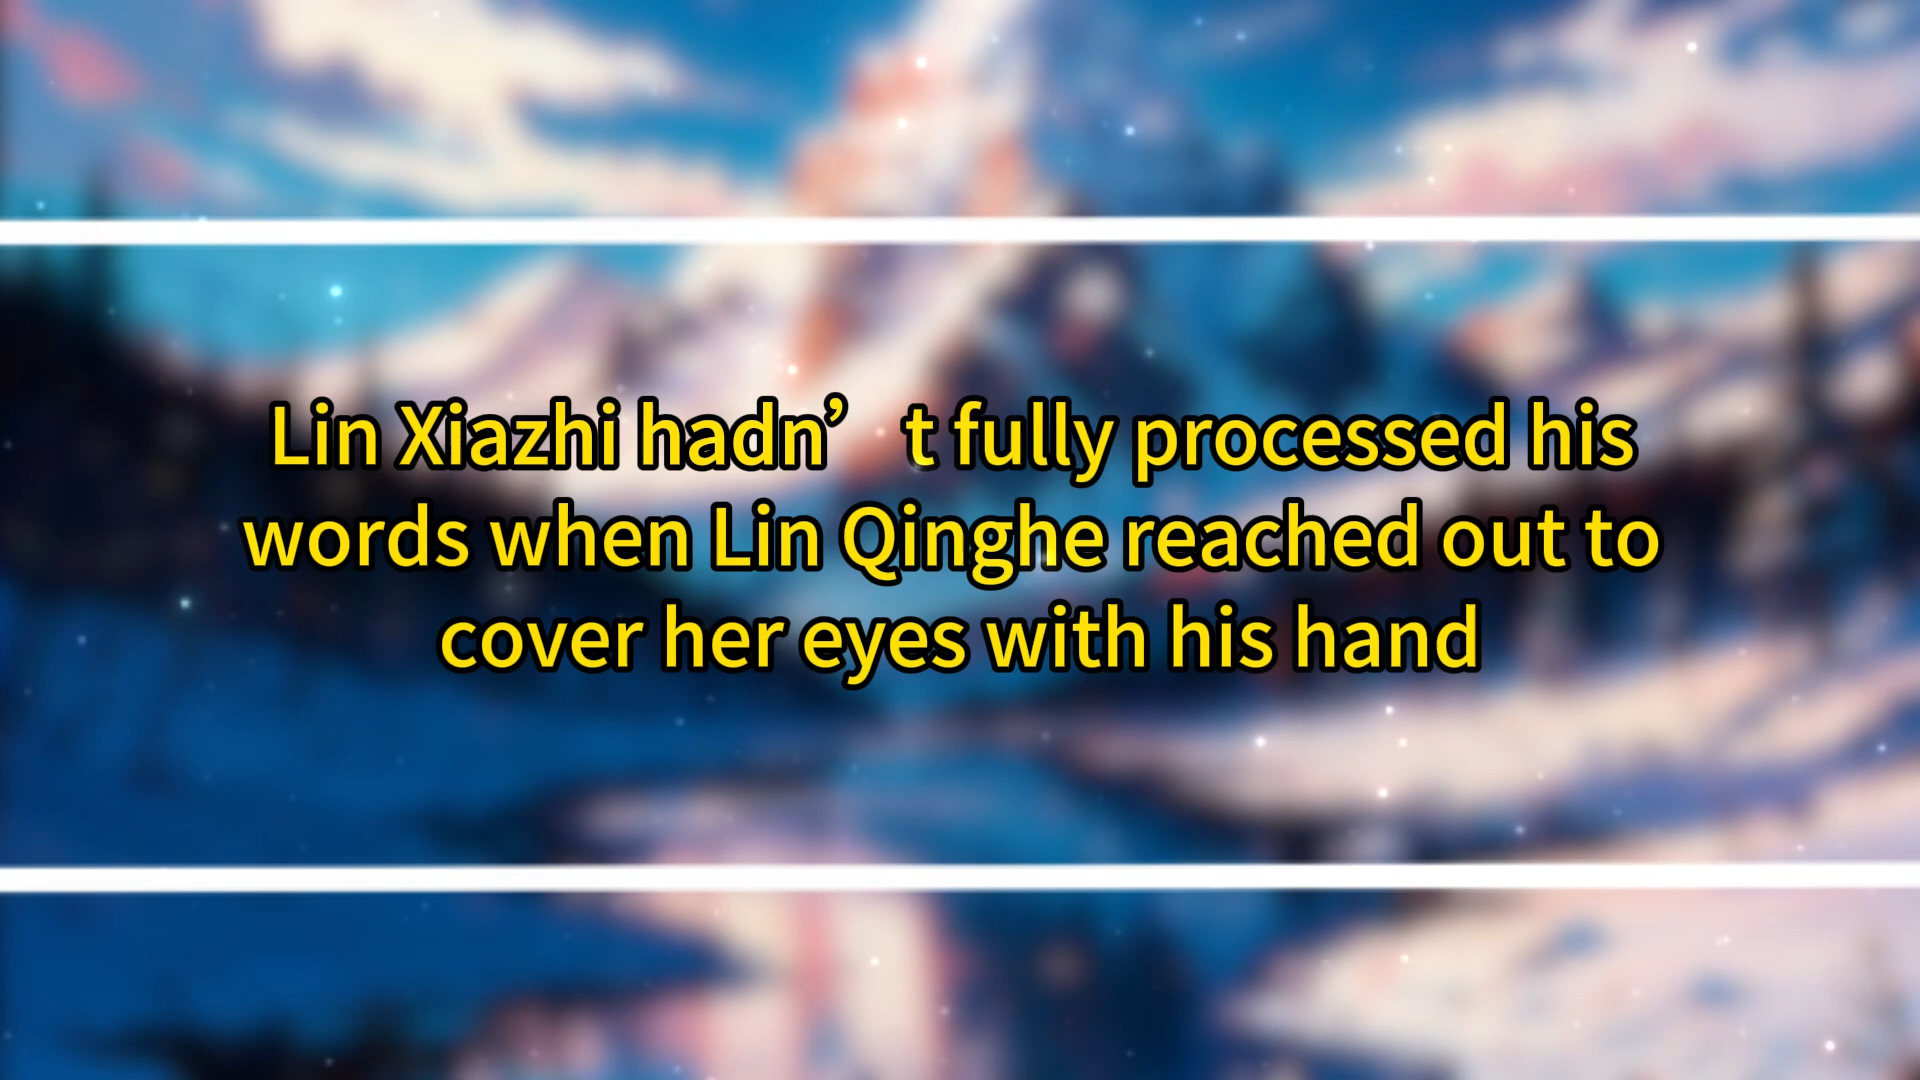 Lin Xiazhi hadn’ t fully processed his
words when Lin Qinghe reached out to
cover her eyes with his hand